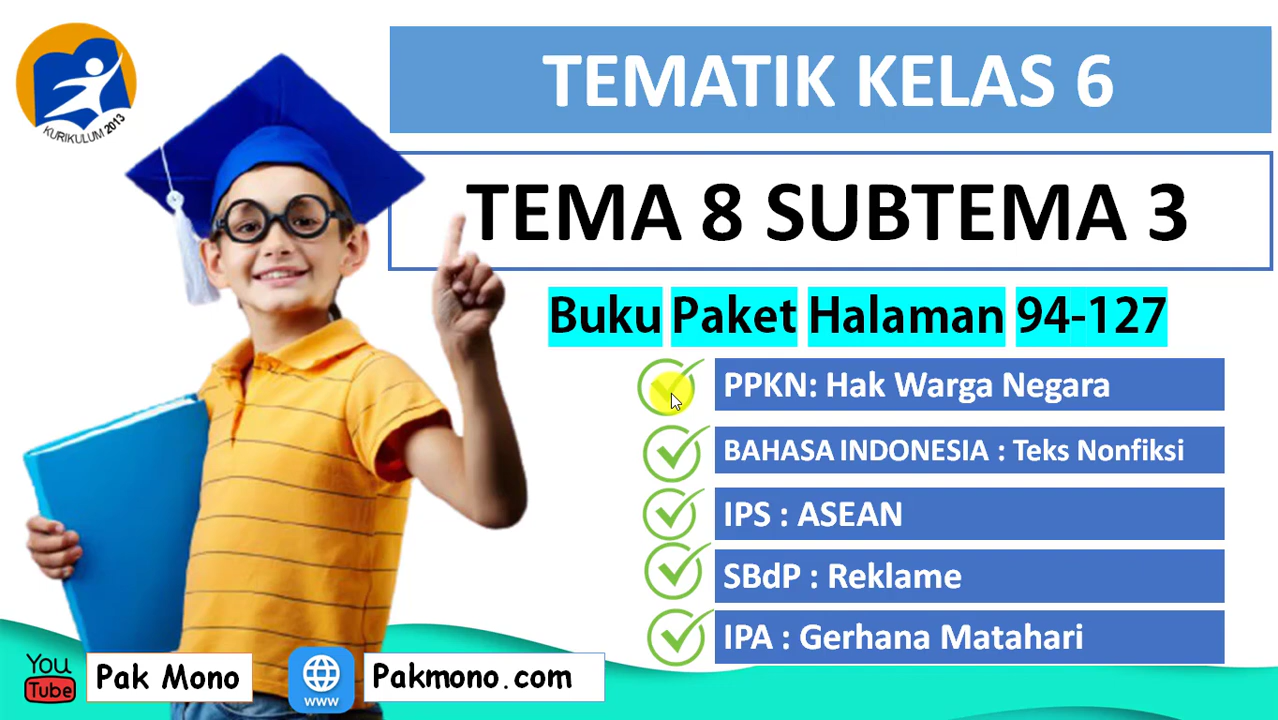 KURIKULUM 2013
TEMATIK KELAS 6
TEMA 8 SUBTEMA 3
Buku Paket Halaman 94-127
PPKN: Hak Warga Negara
BAHASA INDONESIA : Teks Nonfiksi
IPS : ASEAN
SBdP : Reklame
IPA : Gerhana Matahari
You
Tube
Pak Mono
WWW
Pakmono.com